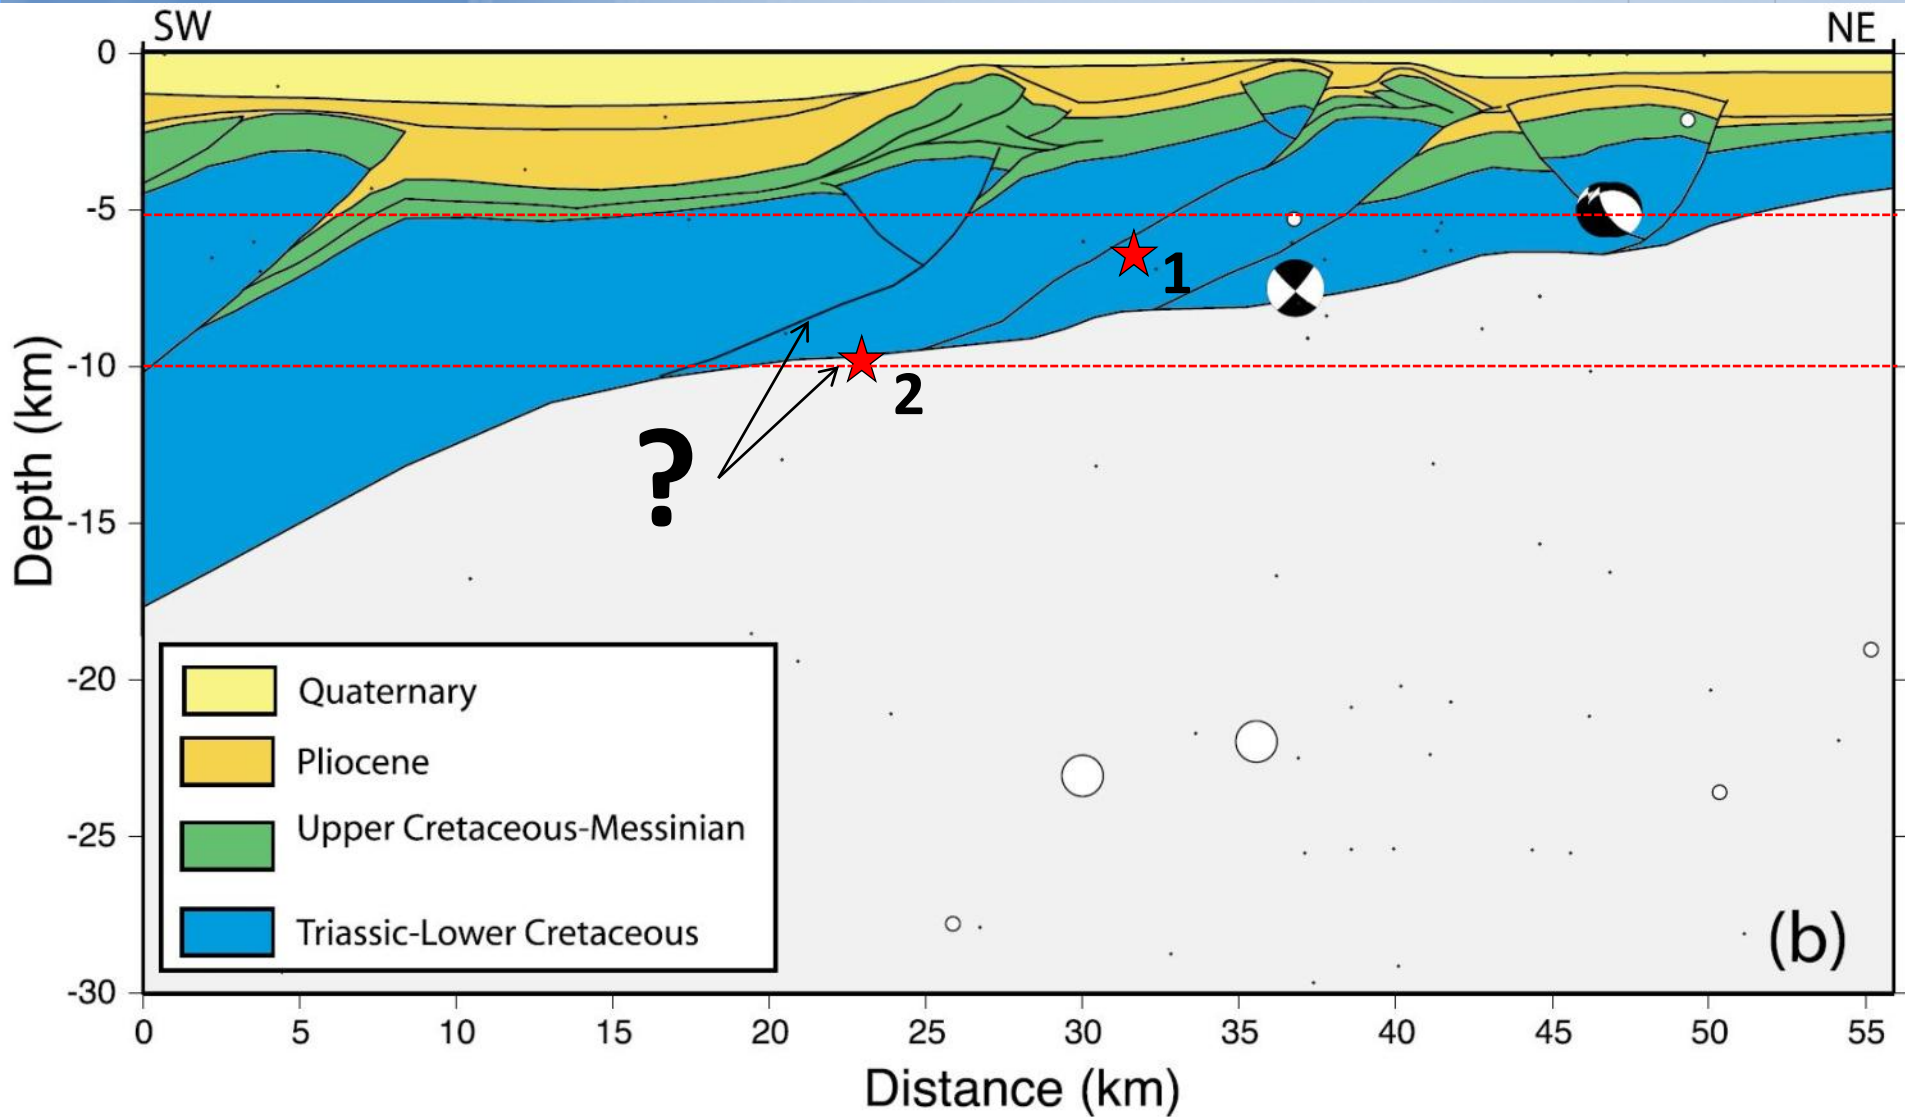 SW
NE
0
-5
-10
-15
-20
-25
-30
Depth (km)
1
2
?
Quaternary
Pliocene
Upper Cretaceous-Messinian
Triassic-Lower Cretaceous
(b)
0 5 10 15 20 25 30 35 40 45 50 55
Distance (km)